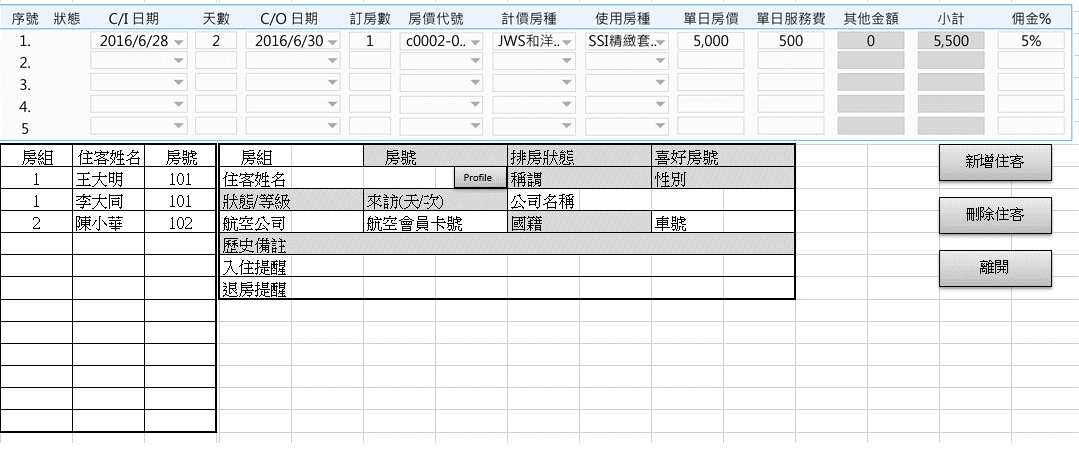 序號 狀態 C/I 日期 天數 C/O 日期 訂房數 房價代號 計價房種 使用房種 單日房價 單日服務費 其他金額 小計 佣金%
1. 2016/6/28 2 2016/6/30 1 c0002-0.. JWS和洋.. SSI精緻套.. 5,000 500 0 5,500 5%
2.
3.
4.
5
房組 住客姓名 房號
1 王大明 101
1 李大同 101
2 陳小華 102
房組 房號 排房狀態 喜好房號
住客姓名 Profile 稱謂 性別
狀態/等級 來訪(天/次) 公司名稱
航空公司 航空會員卡號 國籍 車號
歷史備註
入住提醒
退房提醒
新增住客
刪除住客
離開